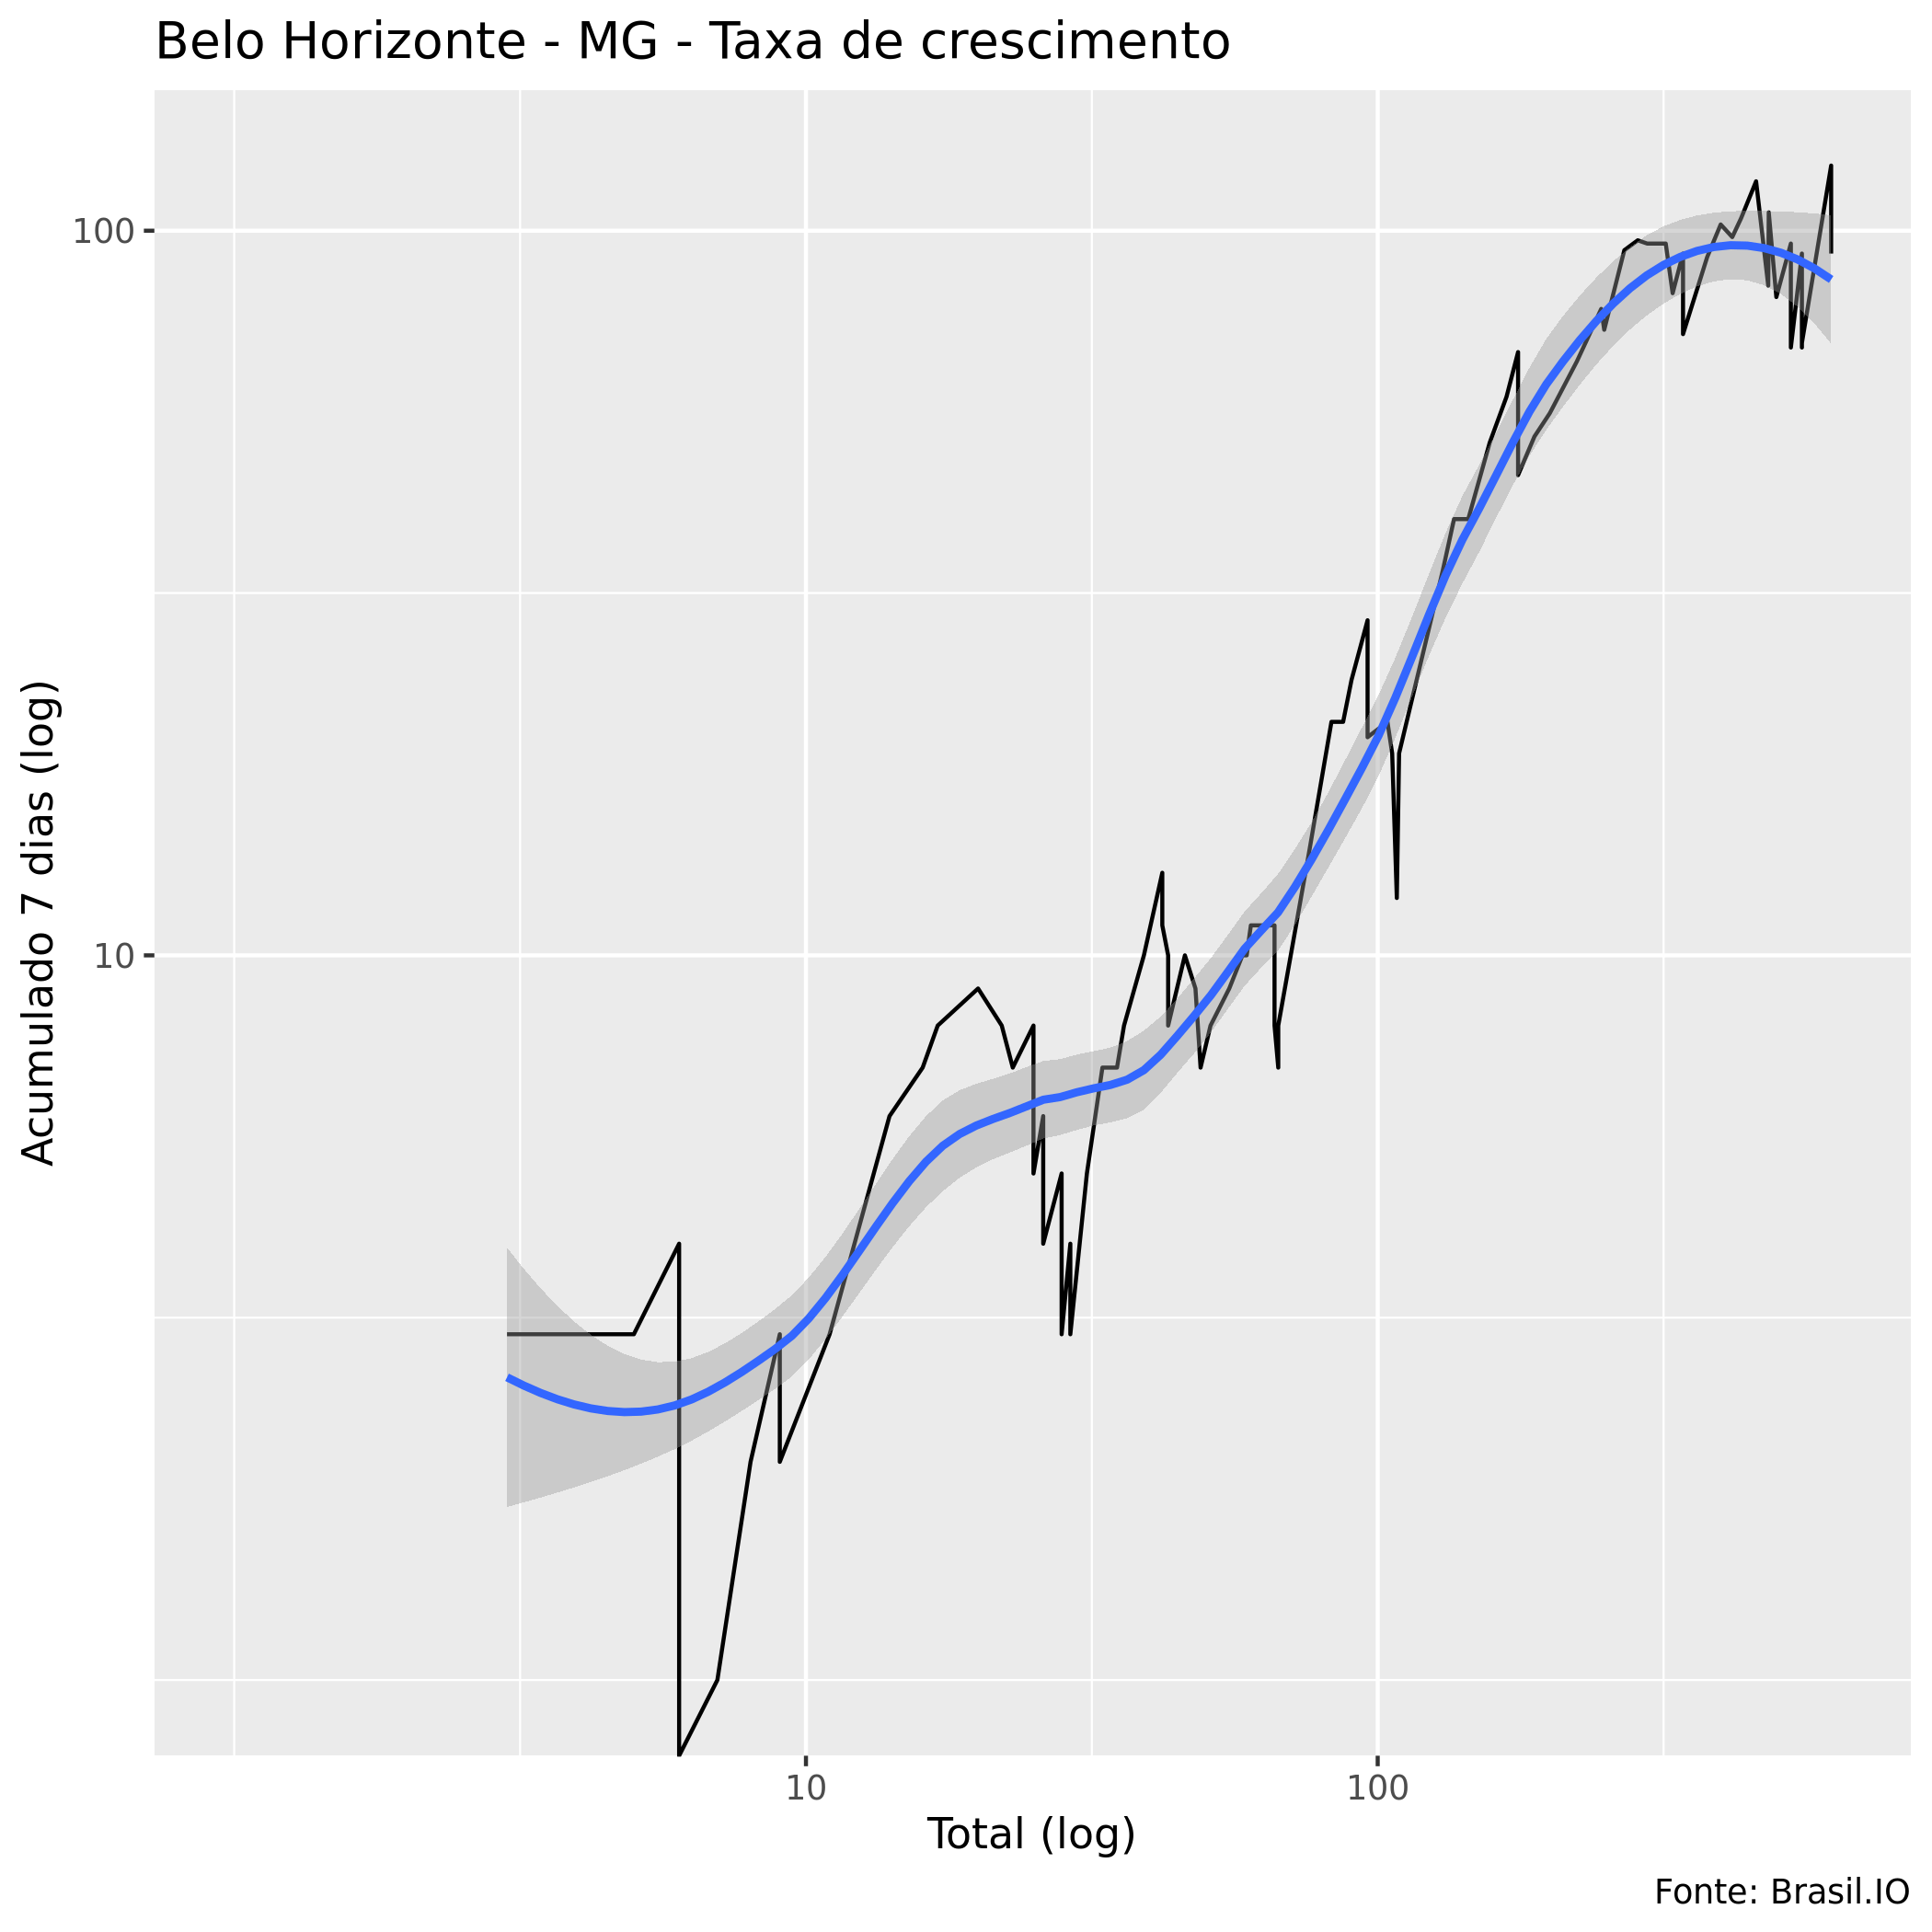 Belo Horizonte - MG - Taxa de crescimento
100
10
Acumulado 7 dias (log)
10
100
Total (log)
Fonte: Brasil.IO